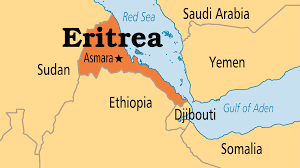 Red Sea
Saudi Arabia
Eritrea
Asmara
Sudan
Yemen
Ethiopia
Gulf of Aden
Djibouti
Somalia